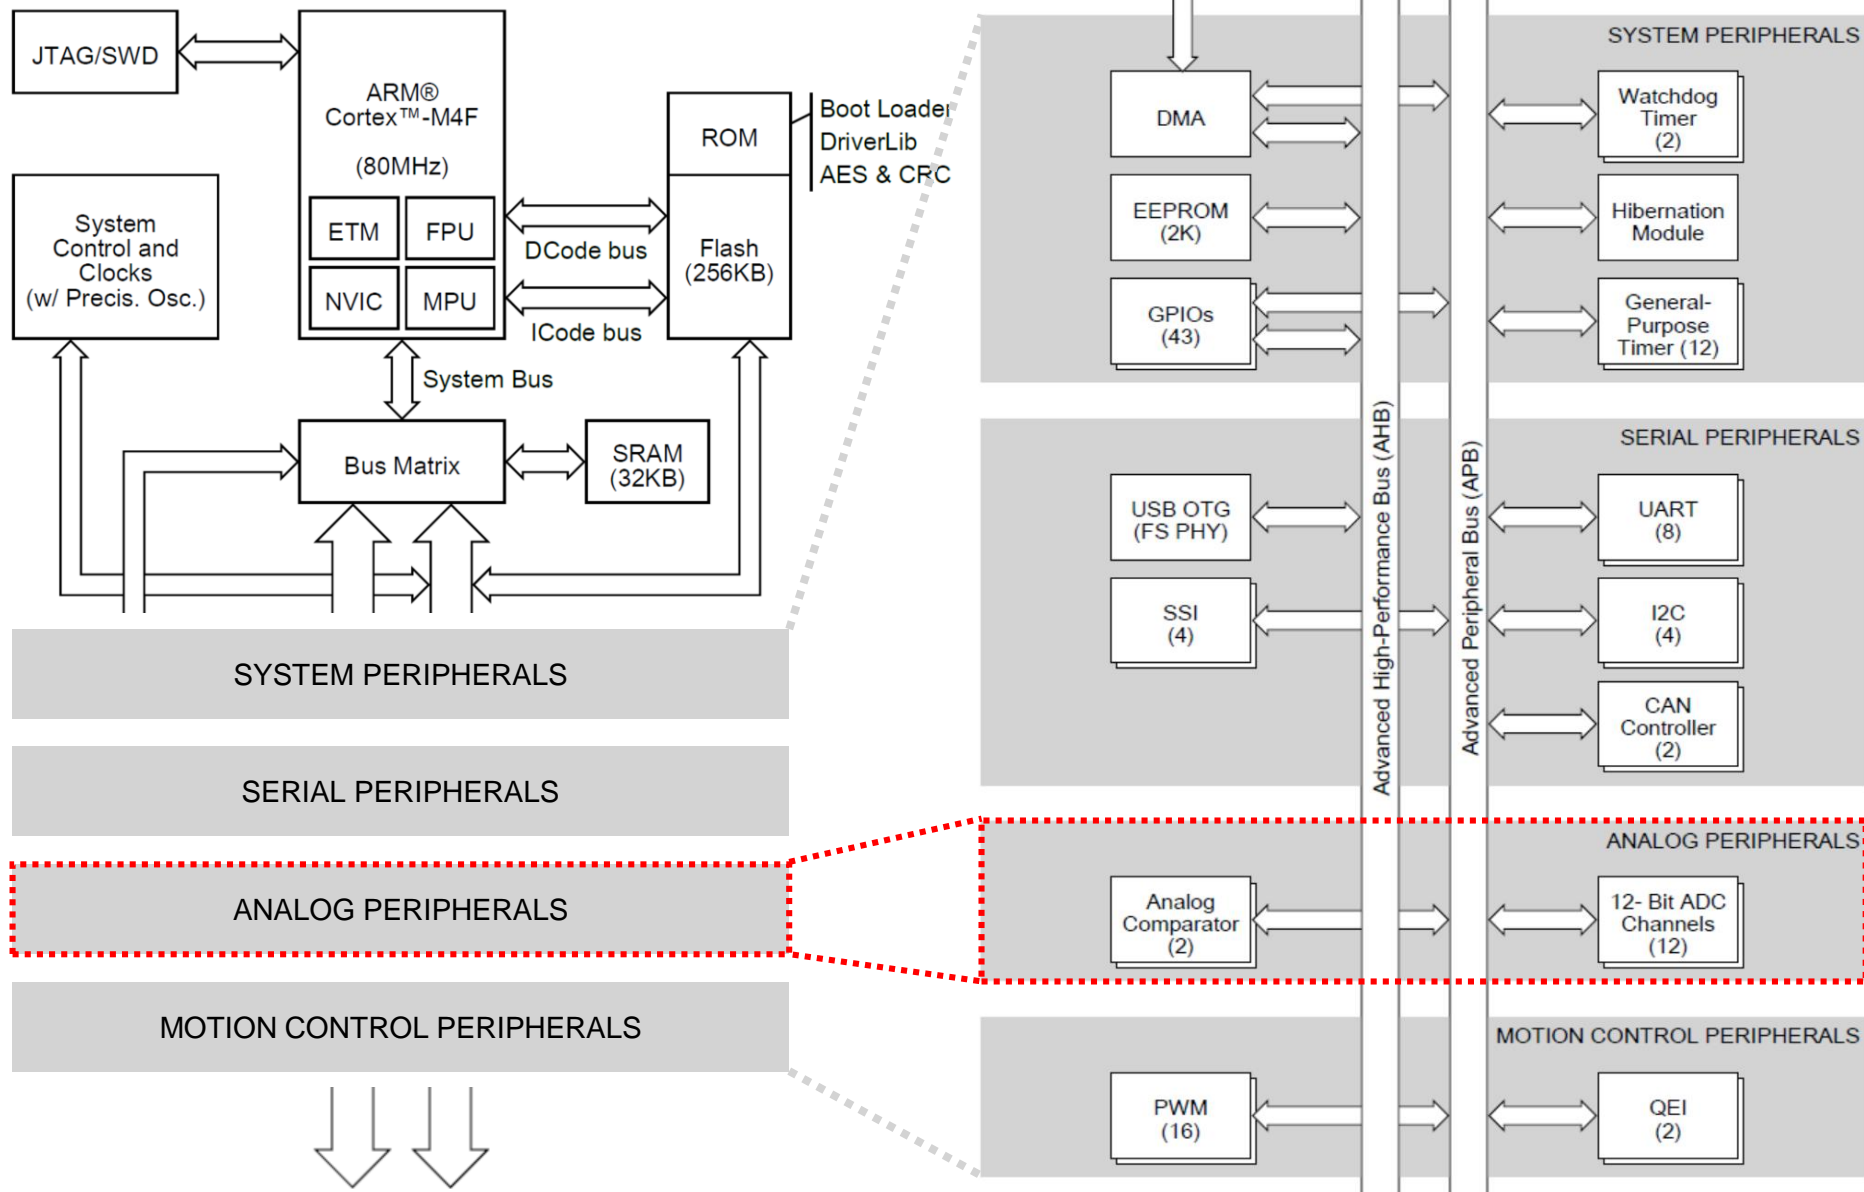 JTAG/SWD
ARM®
Cortex™-M4F
(80MHz)
ETM
FPU
NVIC
MPU
ROM
Boot Loader
DriverLib
AES & CRC
Flash
(256KB)
DCode bus
ICode bus
System
Control and
Clocks
(w/ Precis. Osc.)
System Bus
Bus Matrix
SRAM
(32KB)
SYSTEM PERIPHERALS
SERIAL PERIPHERALS
ANALOG PERIPHERALS
MOTION CONTROL PERIPHERALS
SYSTEM PERIPHERALS
DMA
Watchdog
Timer
(2)
EEPROM
(2K)
Hibernation
Module
GPIOs
(43)
General-
Purpose
Timer (12)
Advanced High-Performance Bus (AHB)
Advanced Peripheral Bus (APB)
SERIAL PERIPHERALS
USB OTG
(FS PHY)
UART
(8)
SSI
(4)
I2C
(4)
CAN
Controller
(2)
ANALOG PERIPHERALS
Analog
Comparator
(2)
12- Bit ADC
Channels
(12)
MOTION CONTROL PERIPHERALS
PWM
(16)
QEI
(2)